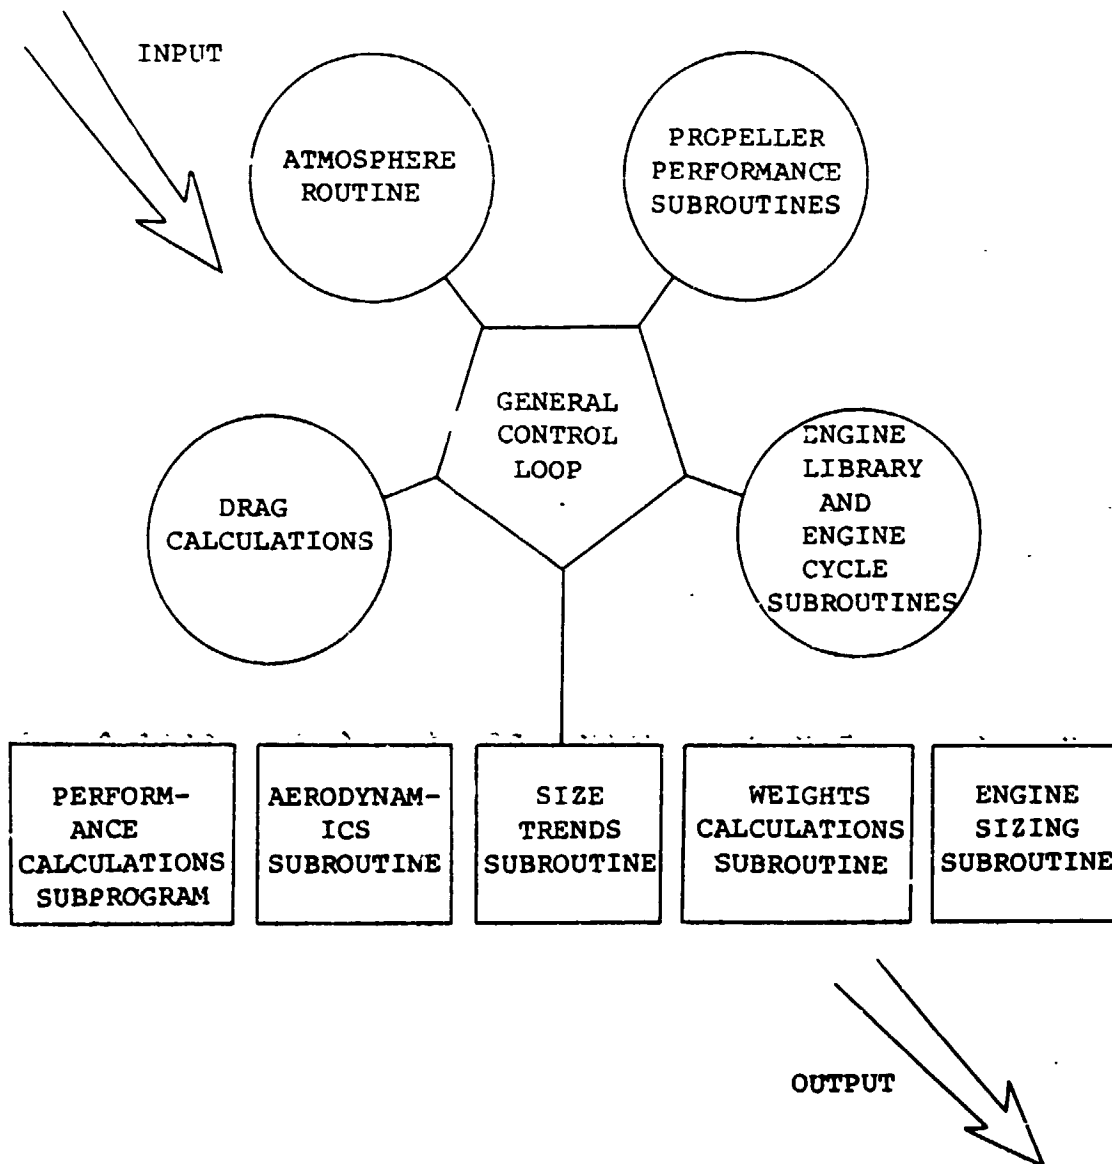 INPUT
ATMOSPHERE
ROUTINE
PROPELLER
PERFORMANCE
SUBROUTINES
GENERAL
CONTROL
LOOP
DRAG
CALCULATIONS
ENGINE
LIBRARY
AND
ENGINE
CYCLE
SUBROUTINES
PERFORM-
ANCE
CALCULATIONS
SUBPROGRAM
AERODYNAM-
ICS
SUBROUTINE
SIZE
TRENDS
SUBROUTINE
WEIGHTS
CALCULATIONS
SUBROUTINE
ENGINE
SIZING
SUBROUTINE
OUTPUT